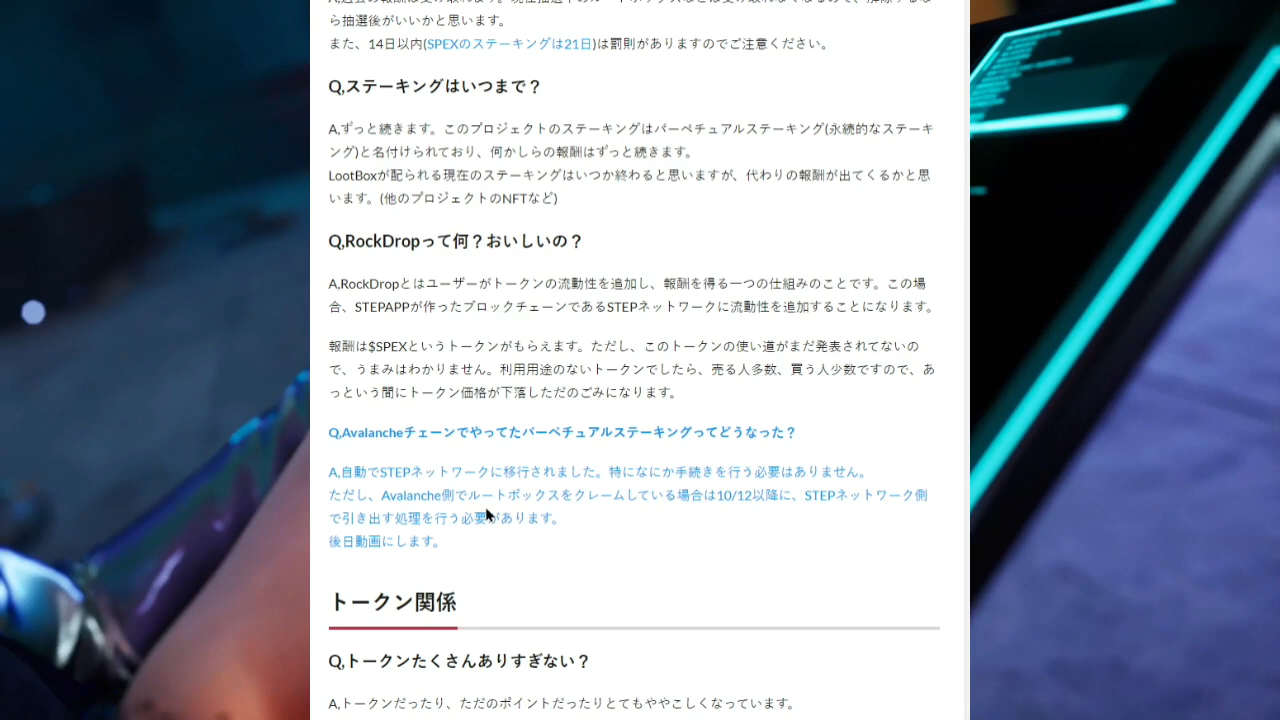 ら抽選後がいいかと思います。
また、14日以内(SPEXのステーキングは21日)は罰則がありますのでご注意ください。
Q,ステーキングはいつまで？
A,ずっと続きます。このプロジェクトのステーキングはパーペチュアルステーキング(永続的なステーキ
ング)と名付けられており、何かしらの報酬はずっと続きます。
LootBoxが配られる現在のステーキングはいつか終わると思いますが、代わりの報酬が出てくるかと思
います。(他のプロジェクトのNFTなど)
Q,RockDropって何？おいしいの？
A,RockDropとはユーザーがトークンの流動性を追加し、報酬を得る一つの仕組みのことです。この場
合、STEPAPPが作ったブロックチェーンであるSTEPネットワークに流動性を追加することになります。
報酬は$SPEXというトークンがもらえます。ただし、このトークンの使い道がまだ発表されてないの
で、うまみはわかりません。利用用途のないトークンでしたら、売る人多数、買う人少数ですので、あ
っという間にトークン価格が下落しただのごみになります。
Q,Avalancheチェーンでやってたパーペチュアルステーキングってどうなった？
A,自動でSTEPネットワークに移行されました。特になにか手続きを行う必要はありません。
ただし、Avalanche側でルートボックスをクレームしている場合は10/12以降に、STEPネットワーク側
で引き出す処理を行う必要があります。
後日動画にします。
トークン関係
Q,トークンたくさんありすぎない？
A,トークンだったり、ただのポイントだったりとてもややこしくなっています。